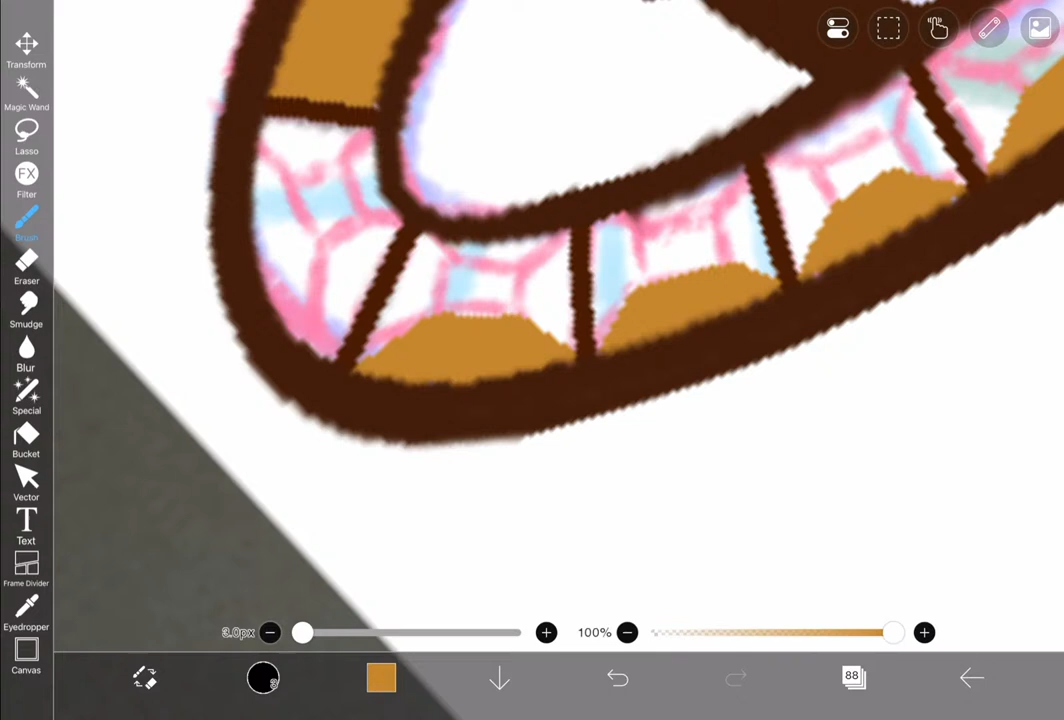 Transform
Magic Wand
Lasso
FX
Filter
Brush
Eraser
Smudge
Blur
Special
Bucket
Vector
T
Text
Frame Divider
Eyedropper
Canvas
3.0px
100%
3
88